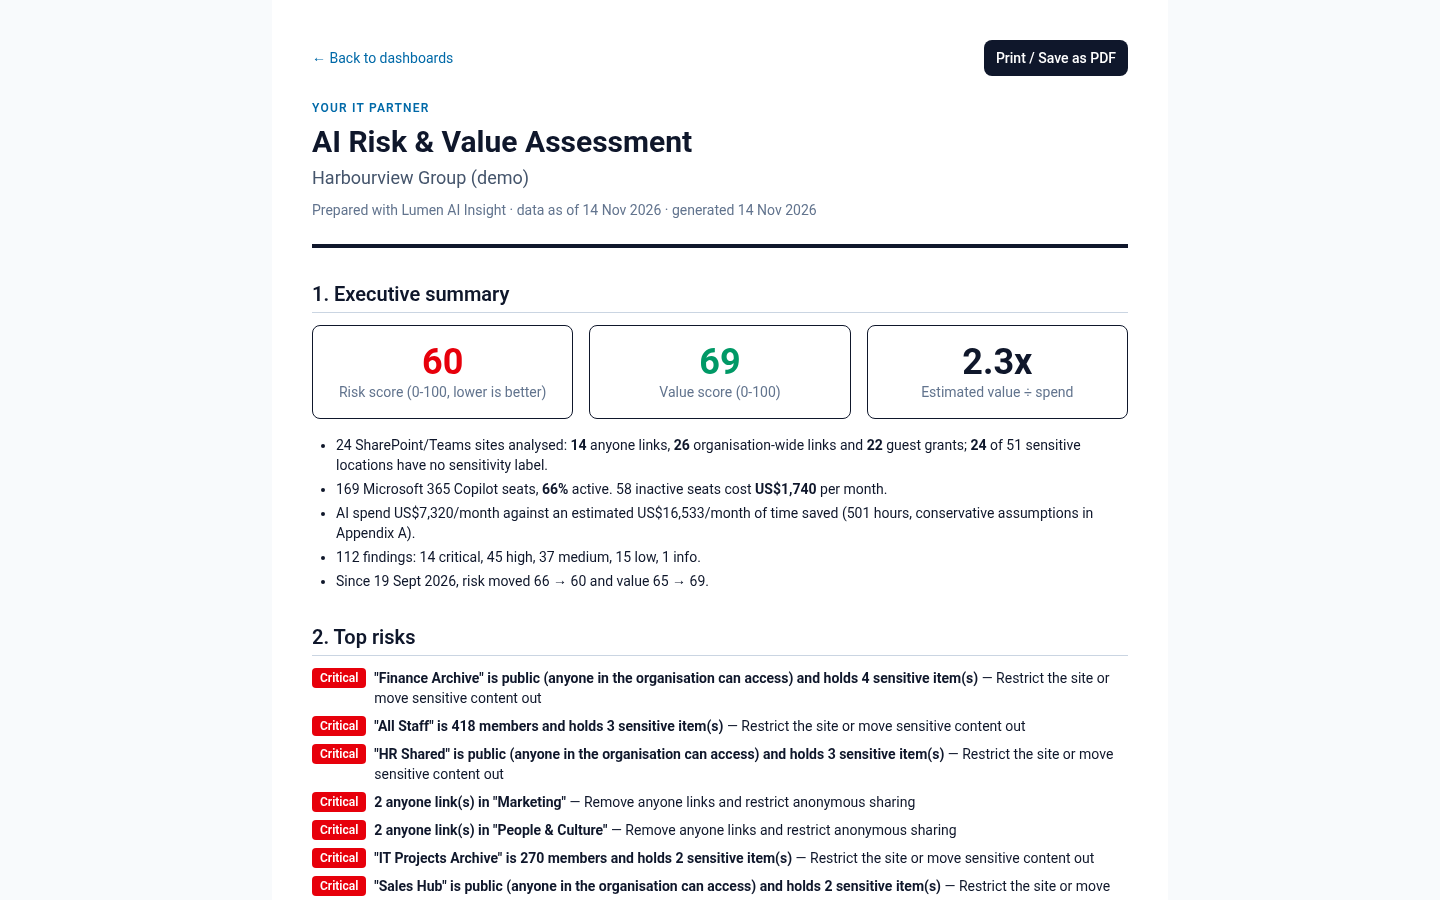 ← Back to dashboards
Print / Save as PDF
YOUR IT PARTNER
AI Risk & Value Assessment
Harbourview Group (demo)
Prepared with Lumen AI Insight · data as of 14 Nov 2026 · generated 14 Nov 2026
1. Executive summary
60
Risk score (0-100, lower is better)
69
Value score (0-100)
2.3x
Estimated value ÷ spend
• 24 SharePoint/Teams sites analysed: 14 anyone links, 26 organisation-wide links and 22 guest grants; 24 of 51 sensitive
locations have no sensitivity label.
• 169 Microsoft 365 Copilot seats, 66% active. 58 inactive seats cost US$1,740 per month.
• AI spend US$7,320/month against an estimated US$16,533/month of time saved (501 hours, conservative assumptions in
Appendix A).
• 112 findings: 14 critical, 45 high, 37 medium, 15 low, 1 info.
• Since 19 Sept 2026, risk moved 66 → 60 and value 65 → 69.
2. Top risks
Critical "Finance Archive" is public (anyone in the organisation can access) and holds 4 sensitive item(s) — Restrict the site or
move sensitive content out
Critical "All Staff" is 418 members and holds 3 sensitive item(s) — Restrict the site or move sensitive content out
Critical "HR Shared" is public (anyone in the organisation can access) and holds 3 sensitive item(s) — Restrict the site or move
sensitive content out
Critical 2 anyone link(s) in "Marketing" — Remove anyone links and restrict anonymous sharing
Critical 2 anyone link(s) in "People & Culture" — Remove anyone links and restrict anonymous sharing
Critical "IT Projects Archive" is 270 members and holds 2 sensitive item(s) — Restrict the site or move sensitive content out
Critical "Sales Hub" is public (anyone in the organisation can access) and holds 2 sensitive item(s) — Restrict the site or move